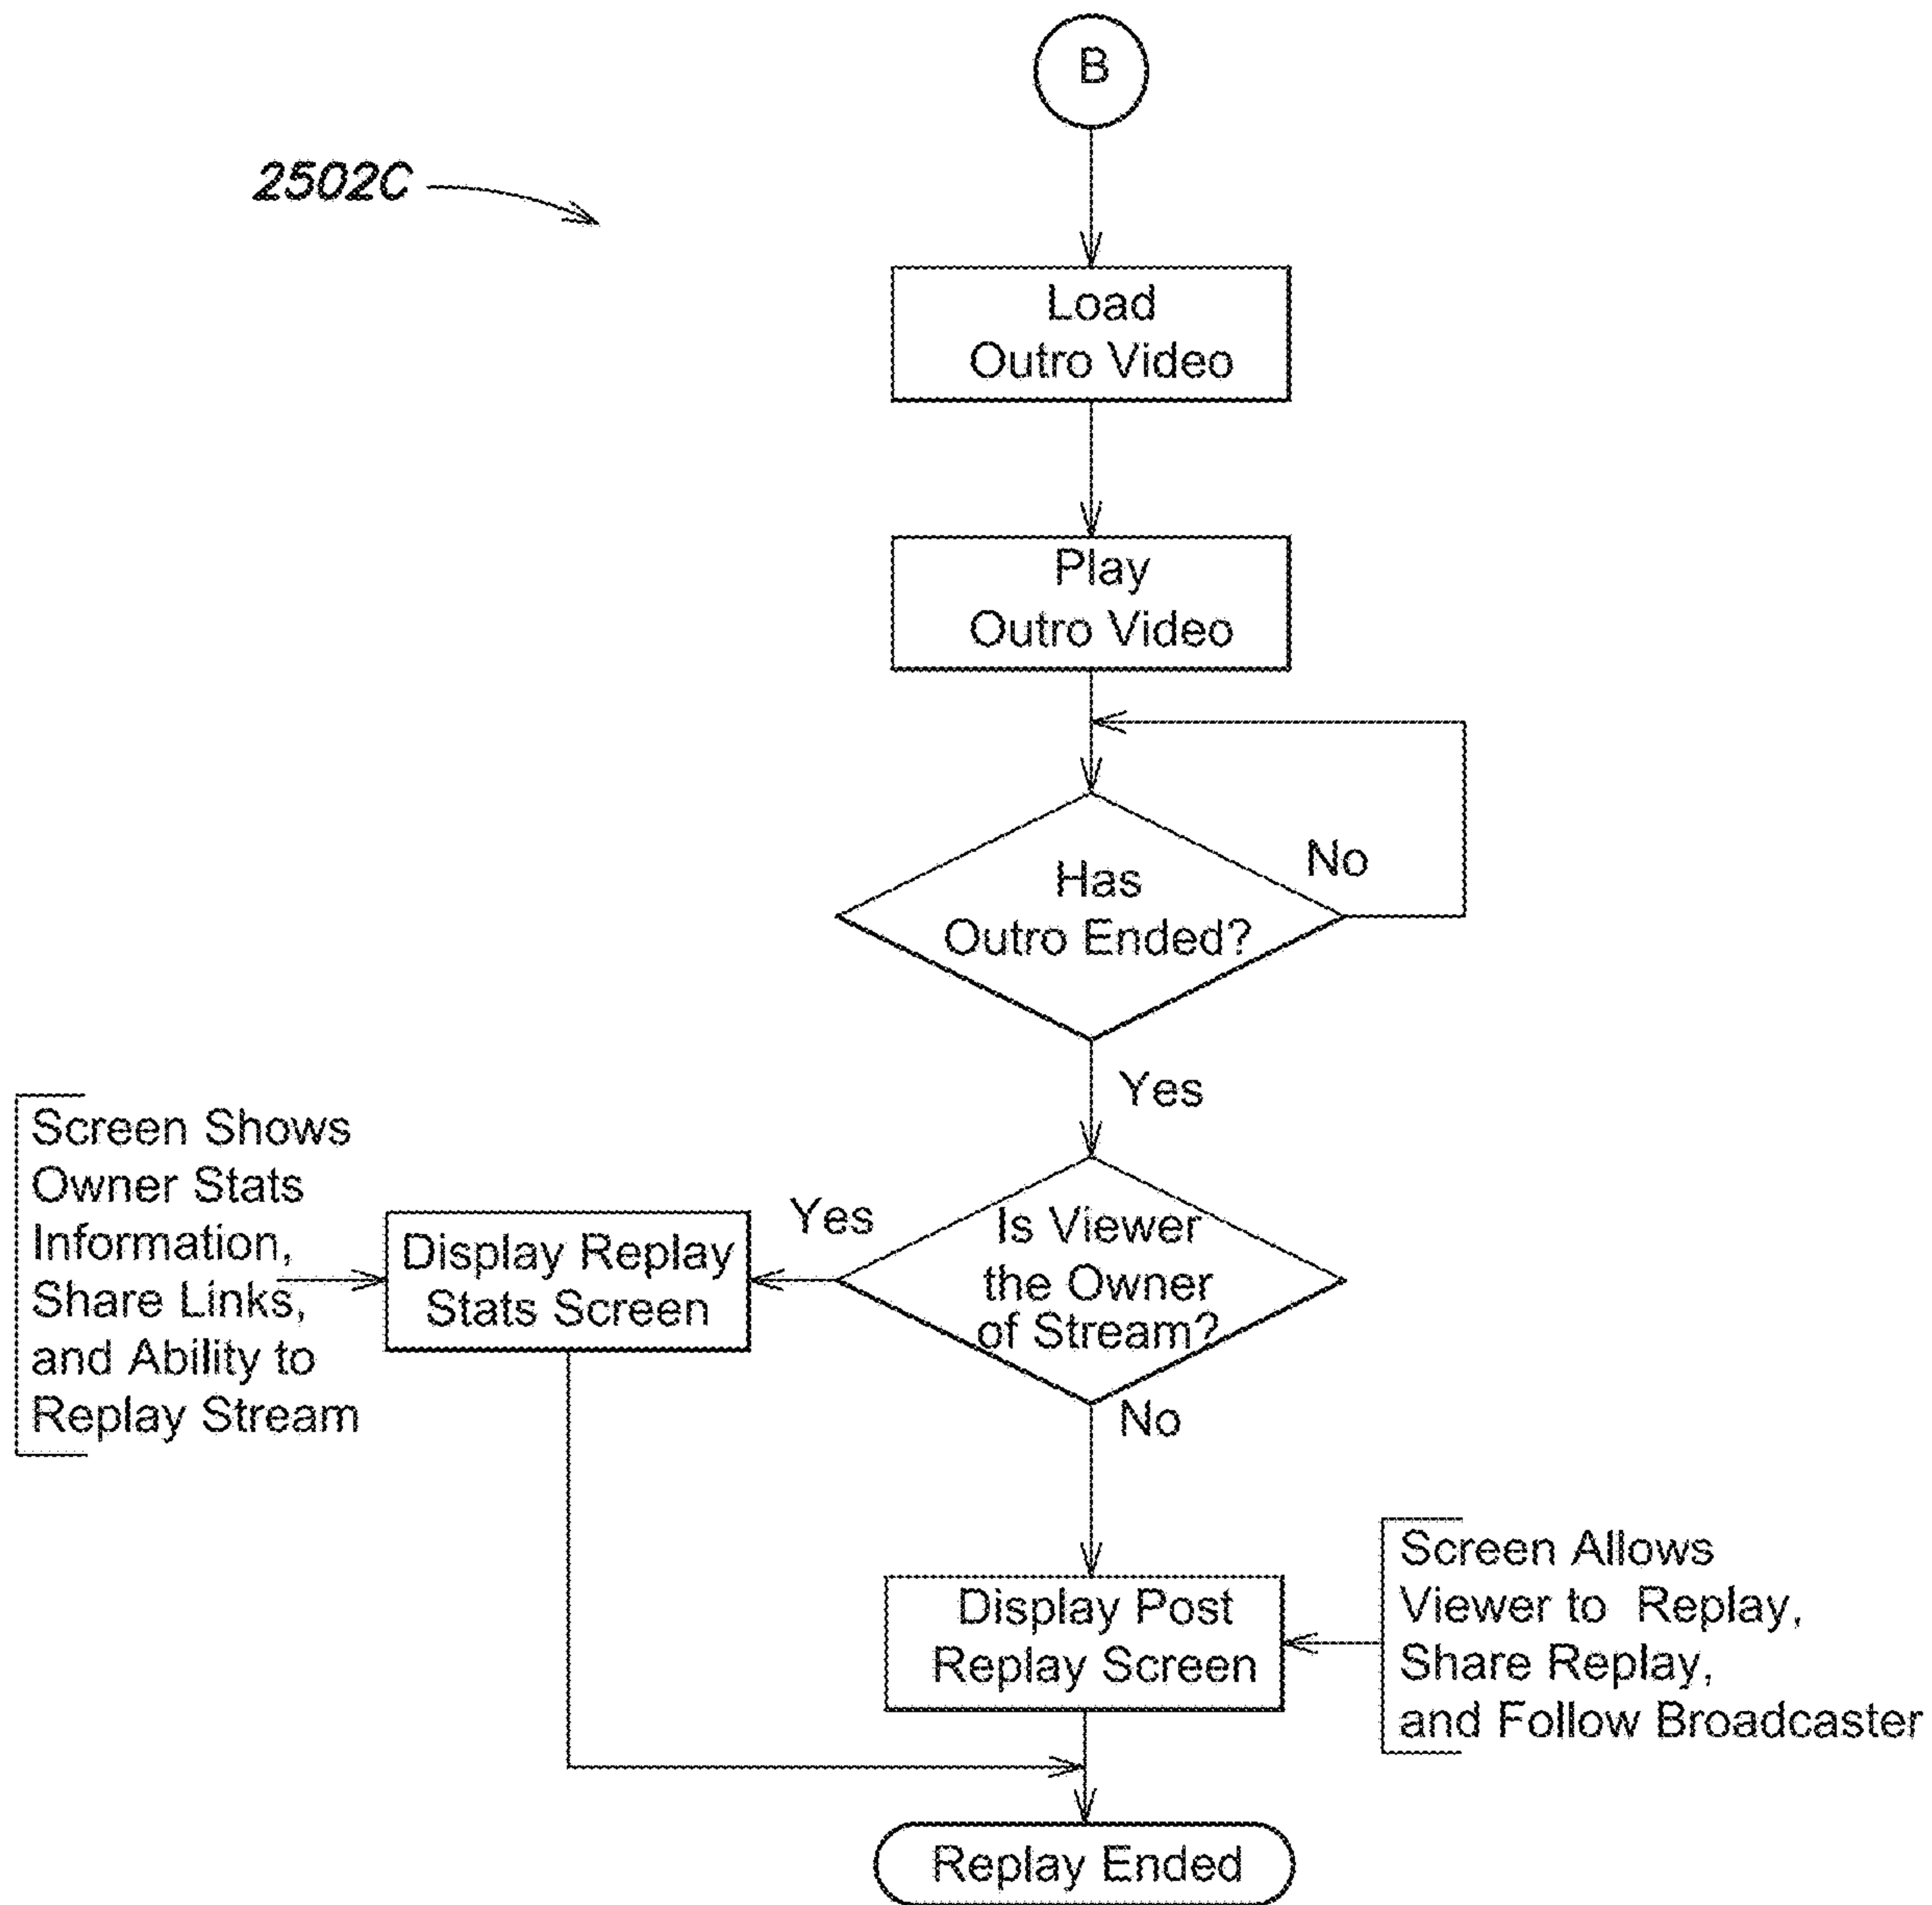 B
2502C
Load
Outro Video
Play
Outro Video
Has
Outro Ended?
No
Yes
Screen Shows
Owner Stats
Information,
Share Links,
and Ability to
Replay Stream
Display Replay
Stats Screen
Yes
Is Viewer
the Owner
of Stream?
No
Display Post
Replay Screen
Screen Allows
Viewer to Replay,
Share Replay,
and Follow Broadcaster
Replay Ended